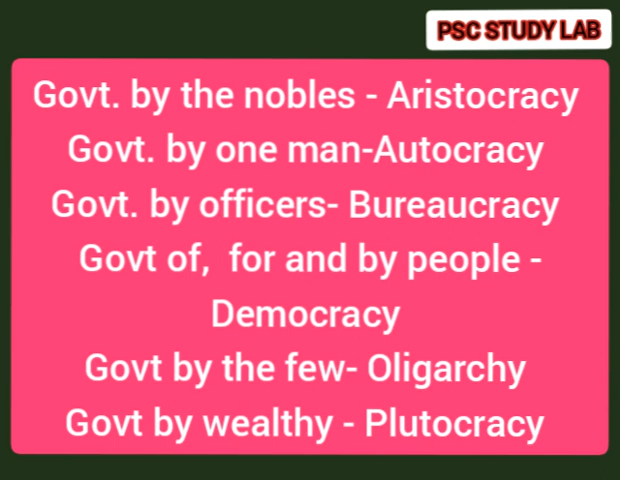 PSC STUDY LAB
Govt. by the nobles - Aristocracy
Govt. by one man-Autocracy
Govt. by officers- Bureaucracy
Govt of,  for and by people -
Democracy
Govt by the few- Oligarchy
Govt by wealthy - Plutocracy